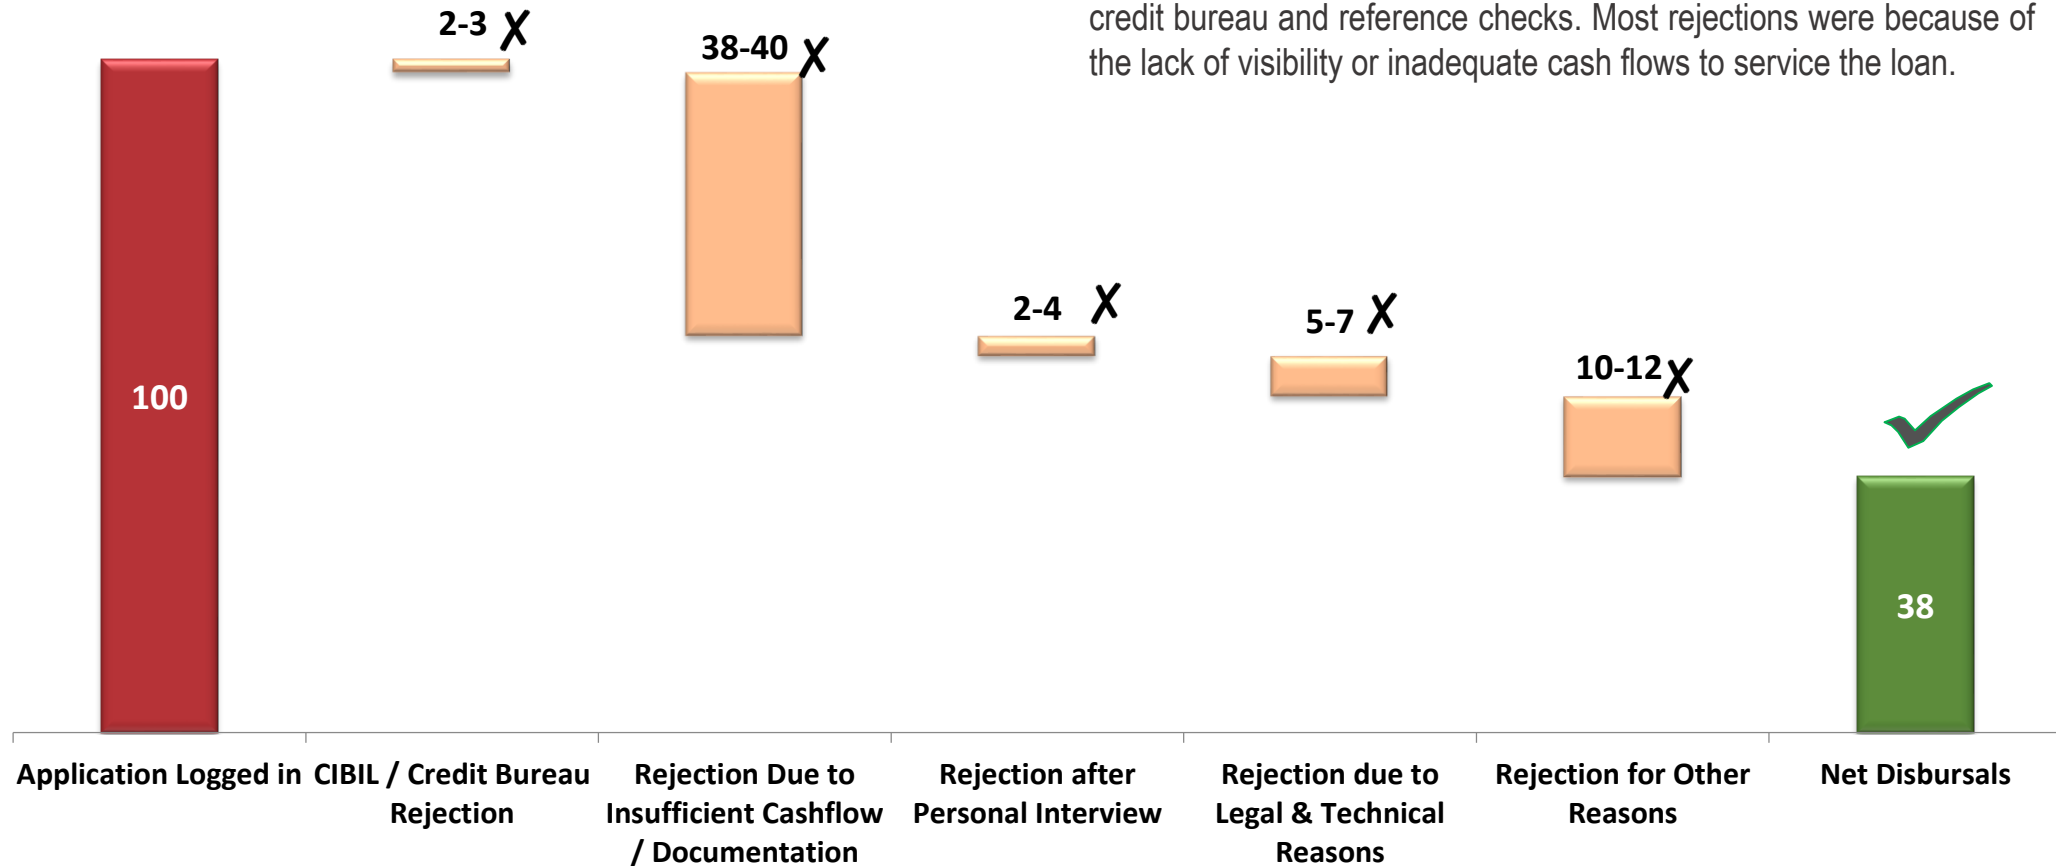 credit bureau and reference checks. Most rejections were because of
the lack of visibility or inadequate cash flows to service the loan.
2-3 ✗
38-40 ✗
2-4 ✗
5-7 ✗
10-12 ✗
100
38
Application Logged in
CIBIL / Credit Bureau
Rejection
Rejection Due to
Insufficient Cashflow
/ Documentation
Rejection after
Personal Interview
Rejection due to
Legal & Technical
Reasons
Rejection for Other
Reasons
Net Disbursals